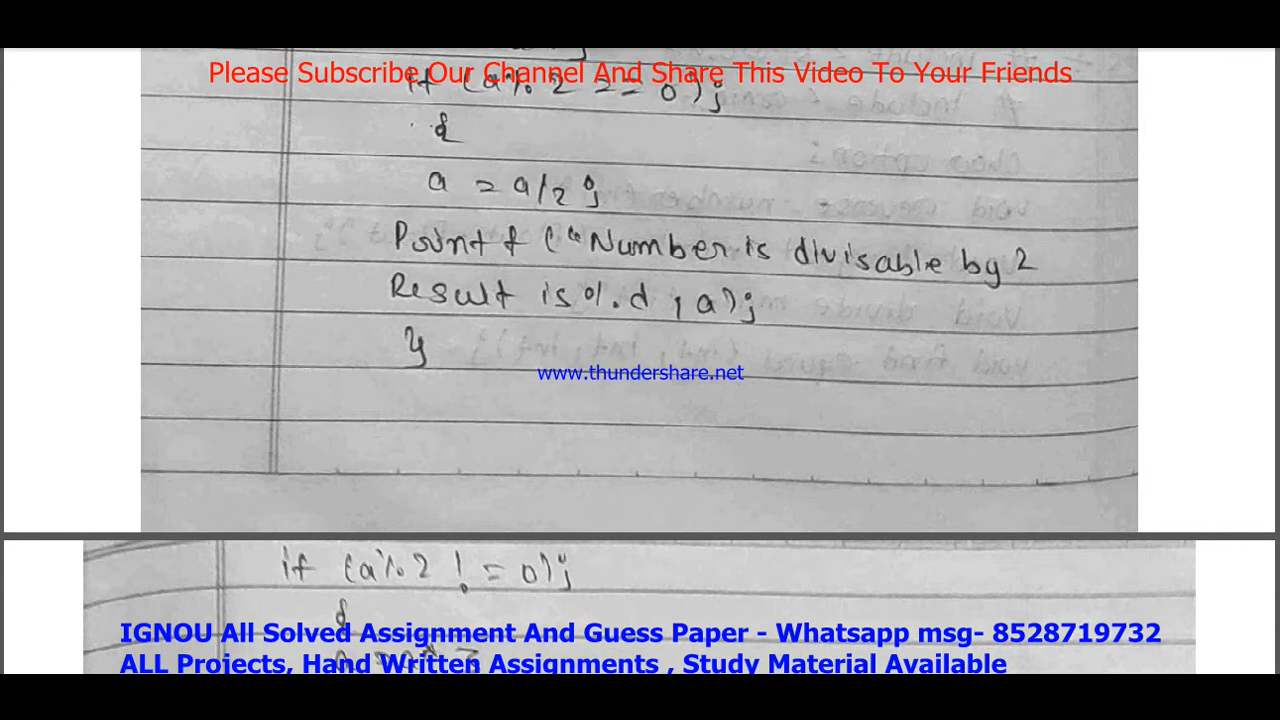 Please Subscribe Our Channel And Share This Video To Your Friends
if (a% 2 == 0);
{
a = a/2;
Printf ("Number is divisable by 2
Result is %.d , a);
}
www.thundershare.net
if (a% 2 != 0);
{
IGNOU All Solved Assignment And Guess Paper - Whatsapp msg- 8528719732
ALL Projects, Hand Written Assignments , Study Material Available